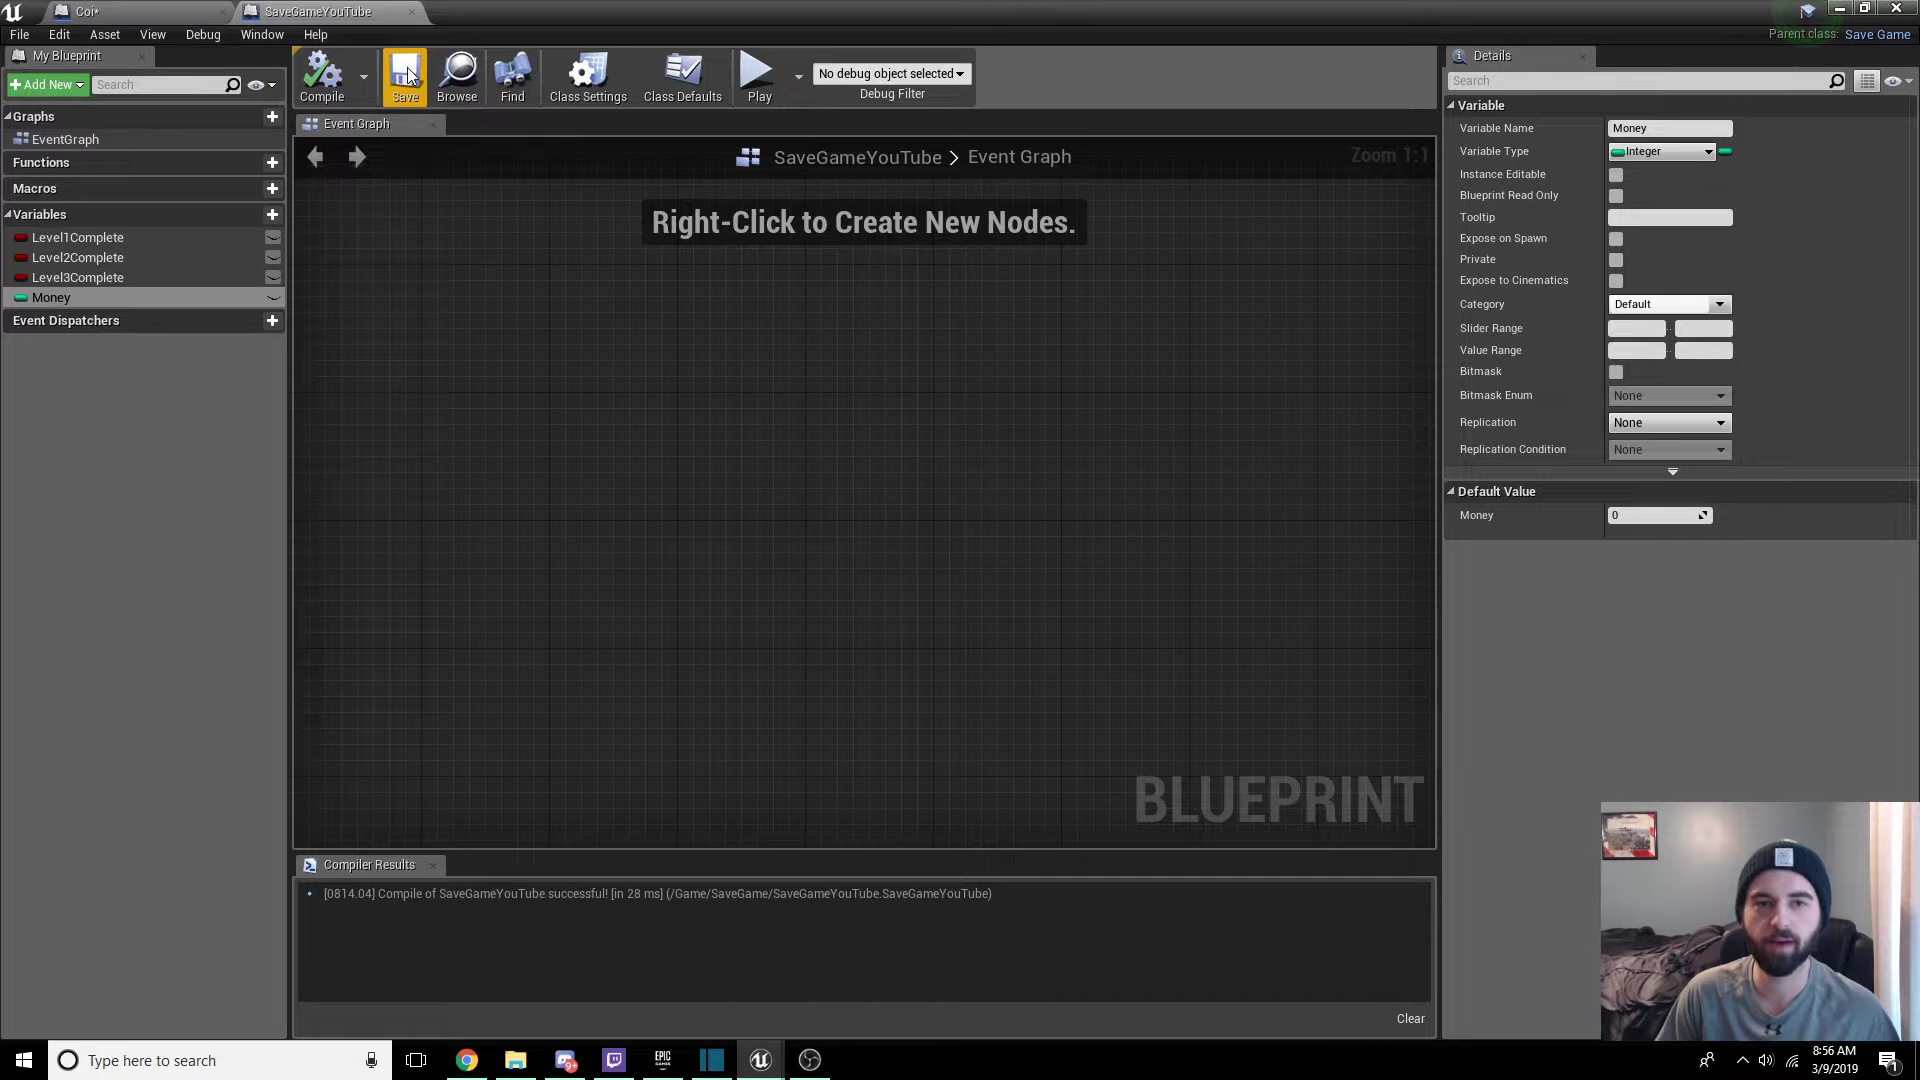 Coi*
SaveGameYouTube
File Edit Asset View Debug Window Help
Parent class: Save Game
My Blueprint
Add New
Search
Graphs
EventGraph
Functions
Macros
Variables
Level1Complete
Level2Complete
Level3Complete
Money
Event Dispatchers
Compile
Save
Browse
Find
Class Settings
Class Defaults
Play
No debug object selected
Debug Filter
Event Graph
SaveGameYouTube > Event Graph
Zoom 1:1
Right-Click to Create New Nodes.
BLUEPRINT
Compiler Results
[0814.04] Compile of SaveGameYouTube successful! [in 28 ms] (/Game/SaveGame/SaveGameYouTube.SaveGameYouTube)
Clear
Details
Search
Variable
Variable Name Money
Variable Type Integer
Instance Editable
Blueprint Read Only
Tooltip
Expose on Spawn
Private
Expose to Cinematics
Category Default
Slider Range
Value Range
Bitmask
Bitmask Enum None
Replication None
Replication Condition None
Default Value
Money 0
Type here to search
9+
EPIC
GAMES
8:56 AM
3/9/2019
1